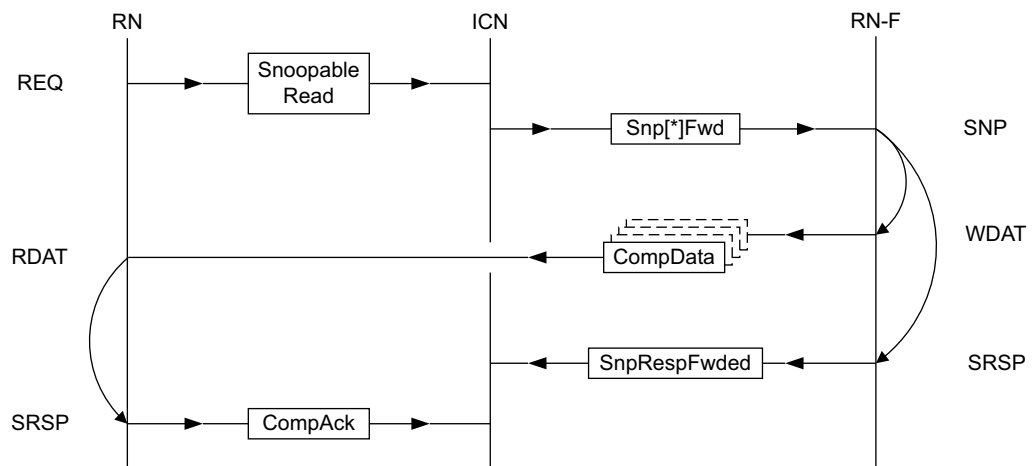 RN
ICN
RN-F
REQ
Snoopable
Read
Snp[*]Fwd
SNP
WDAT
RDAT
CompData
SnpRespFwded
SRSP
SRSP
CompAck